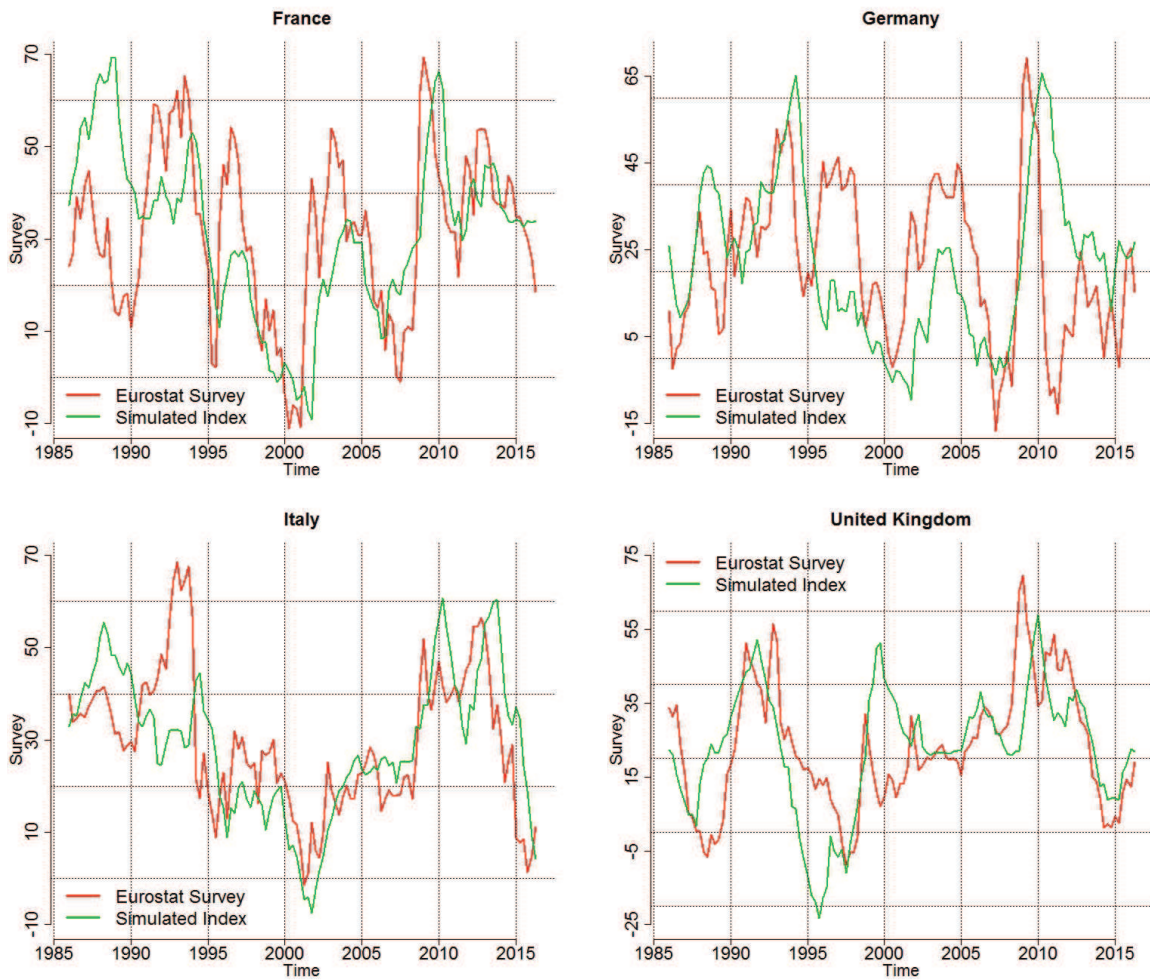 France
Survey
70
50
30
10
-10
Eurostat Survey
Simulated Index
1985 1990 1995 2000 2005 2010 2015
Time
Germany
Survey
65
45
25
5
-15
Eurostat Survey
Simulated Index
1985 1990 1995 2000 2005 2010 2015
Time
Italy
Survey
70
50
30
10
-10
Eurostat Survey
Simulated Index
1985 1990 1995 2000 2005 2010 2015
Time
United Kingdom
Survey
75
55
35
15
-5
-25
Eurostat Survey
Simulated Index
1985 1990 1995 2000 2005 2010 2015
Time